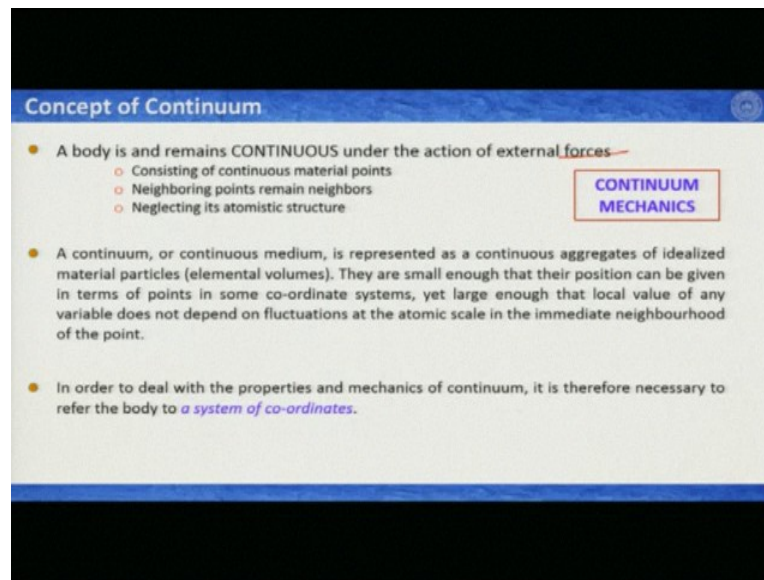 Concept of Continuum
A body is and remains CONTINUOUS under the action of external forces
Consisting of continuous material points
Neighboring points remain neighbors
Neglecting its atomistic structure
CONTINUUM
MECHANICS
A continuum, or continuous medium, is represented as a continuous aggregates of idealized
material particles (elemental volumes). They are small enough that their position can be given
in terms of points in some co-ordinate systems, yet large enough that local value of any
variable does not depend on fluctuations at the atomic scale in the immediate neighbourhood
of the point.
In order to deal with the properties and mechanics of continuum, it is therefore necessary to
refer the body to a system of co-ordinates.